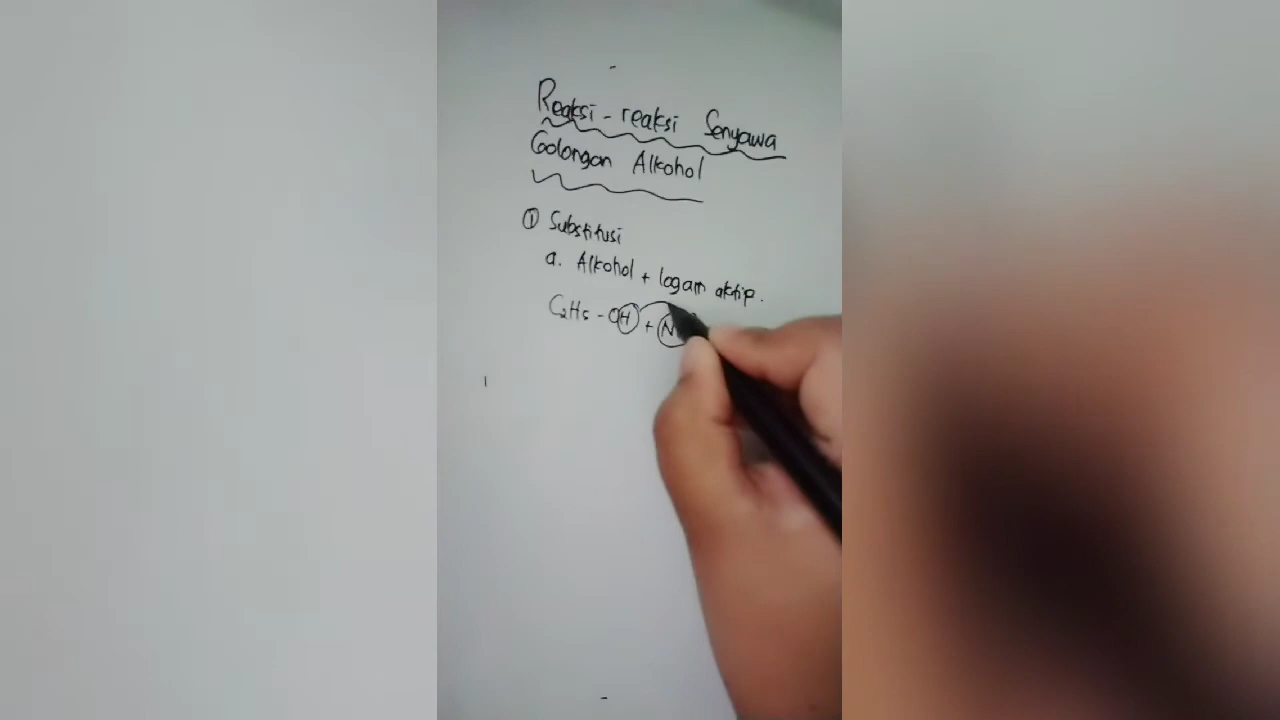 Reaksi - reaksi Senyawa
Golongan Alkohol
① Substitusi
a. Alkohol + logam aktip.
C₂H₅ - OH + N